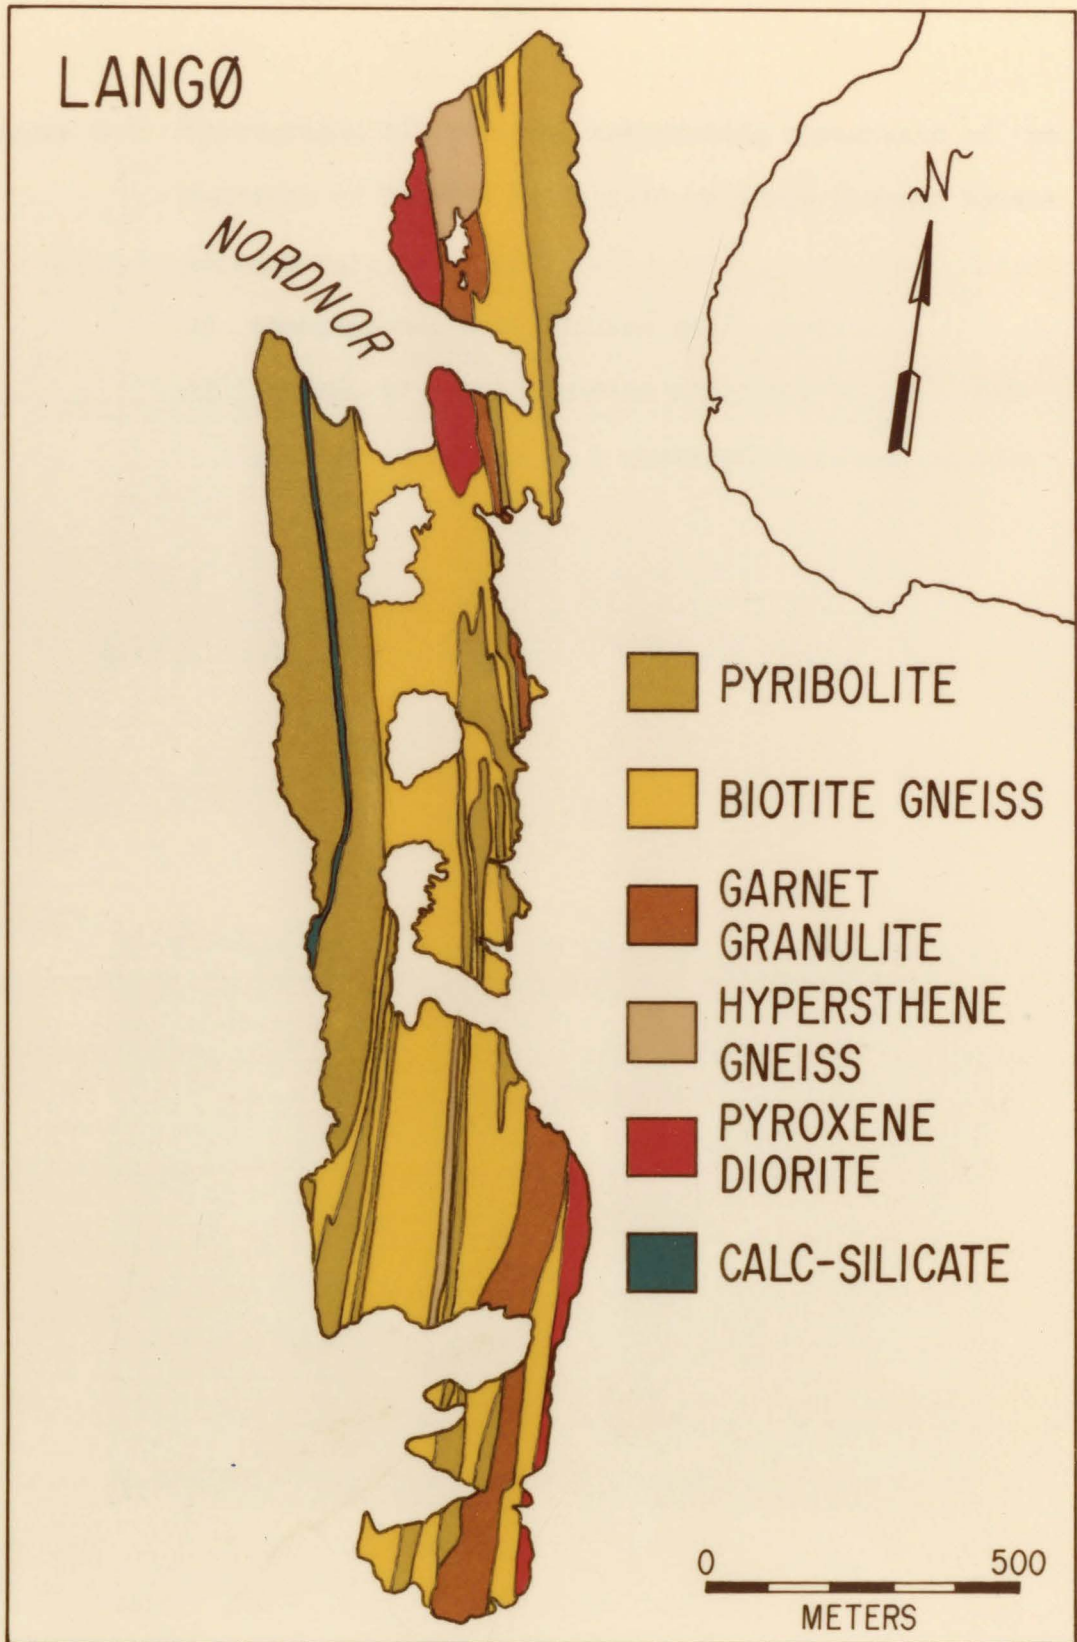 LANGØ
N
NORDNOR
PYRIBOLITE
BIOTITE GNEISS
GARNET
GRANULITE
HYPERSTHENE
GNEISS
PYROXENE
DIORITE
CALC-SILICATE
0 500
METERS